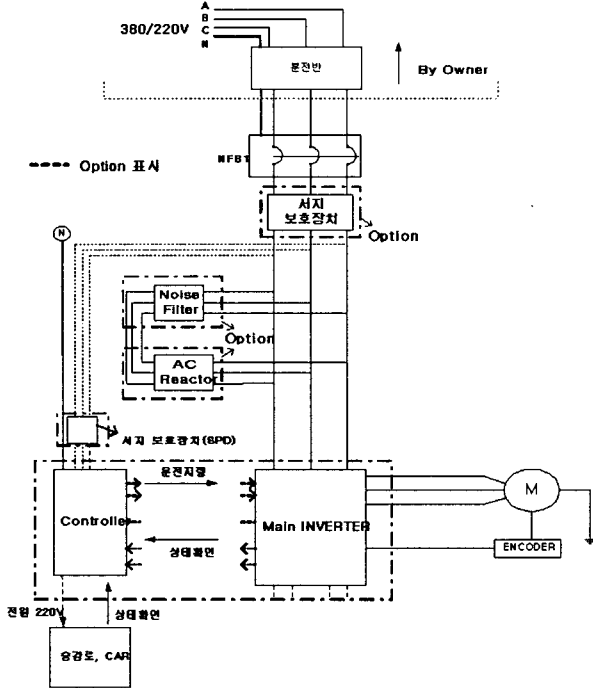 A
B
380/220V
C
N
분전반
By Owner
NFB1
Option 표시
서지
보호장치
Option
N
Noise
Filter
Option
AC
Reactor
서지 보호장치(SPD)
운전지령
Controller
Main INVERTER
M
상태확인
ENCODER
전원 220V
상태확인
승강로, CAR